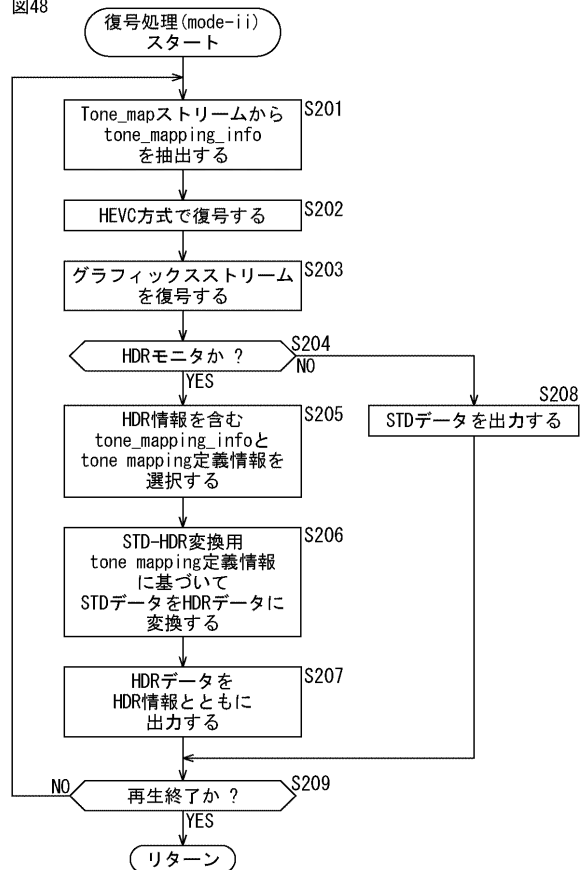 図48
復号処理(mode-ii)
スタート
Tone_mapストリームから
tone_mapping_info
を抽出する
S201
HEVC方式で復号する
S202
グラフィックスストリーム
を復号する
S203
HDRモニタか ?
S204
NO
YES
HDR情報を含む
tone_mapping_infoと
tone mapping定義情報を
選択する
S205
STDデータを出力する
S208
STD-HDR変換用
tone mapping定義情報
に基づいて
STDデータをHDRデータに
変換する
S206
HDRデータを
HDR情報とともに
出力する
S207
NO
再生終了か ?
S209
YES
リターン